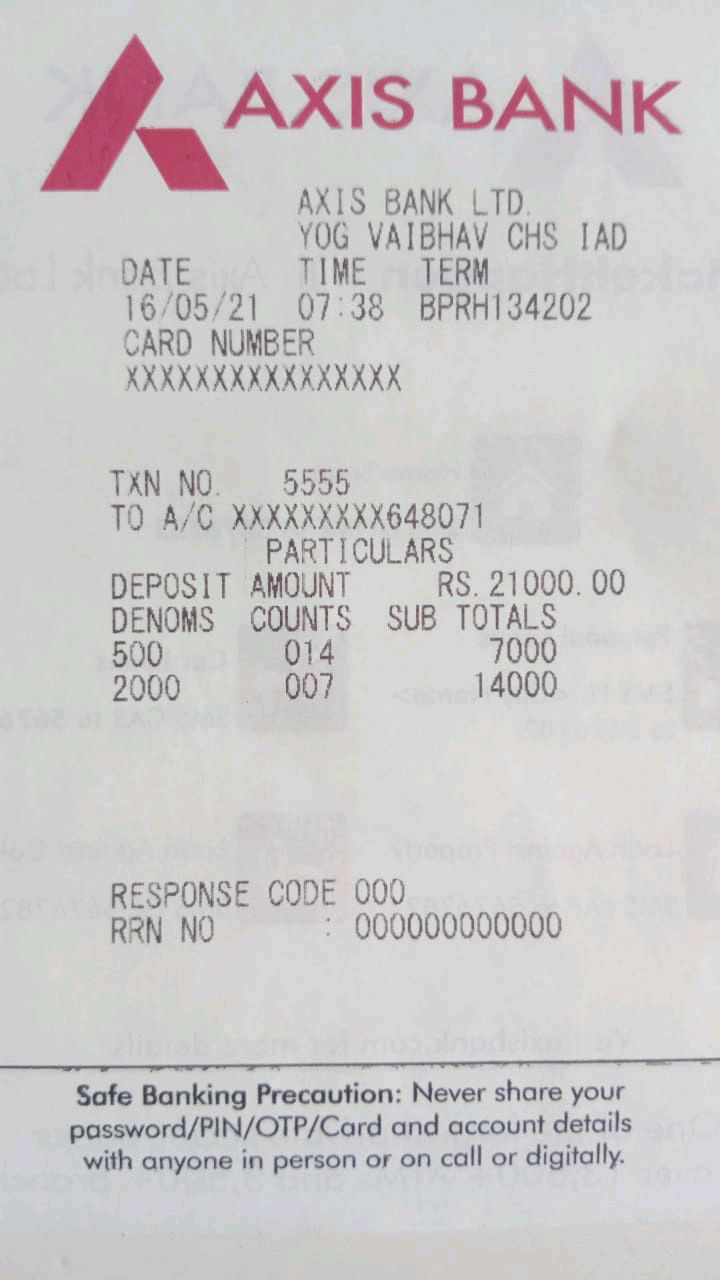 AXIS BANK
AXIS BANK LTD.
YOG VAIBHAV CHS IAD
DATE TIME TERM
16/05/21 07:38 BPRH134202
CARD NUMBER
XXXXXXXXXXXXXXXX
TXN NO. 5555
TO A/C XXXXXXXXX648071
PARTICULARS
DEPOSIT AMOUNT RS.21000.00
DENOMS COUNTS SUB TOTALS
500 014 7000
2000 007 14000
RESPONSE CODE 000
RRN NO : 000000000000
Safe Banking Precaution: Never share your
password/PIN/OTP/Card and account details
with anyone in person or on call or digitally.